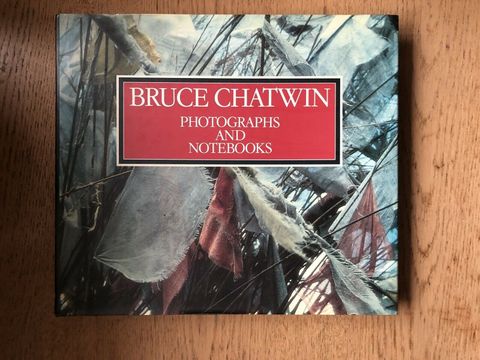 BRUCE CHATWIN
PHOTOGRAPHS
AND
NOTEBOOKS